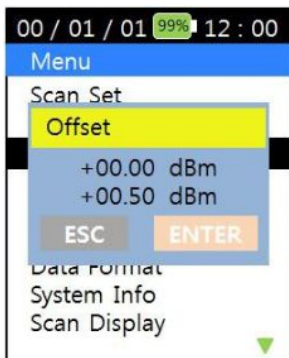 00 / 01 / 01 99% 12 : 00
Menu
Scan Set
Offset
+00.00 dBm
+00.50 dBm
ESC ENTER
Data Format
System Info
Scan Display